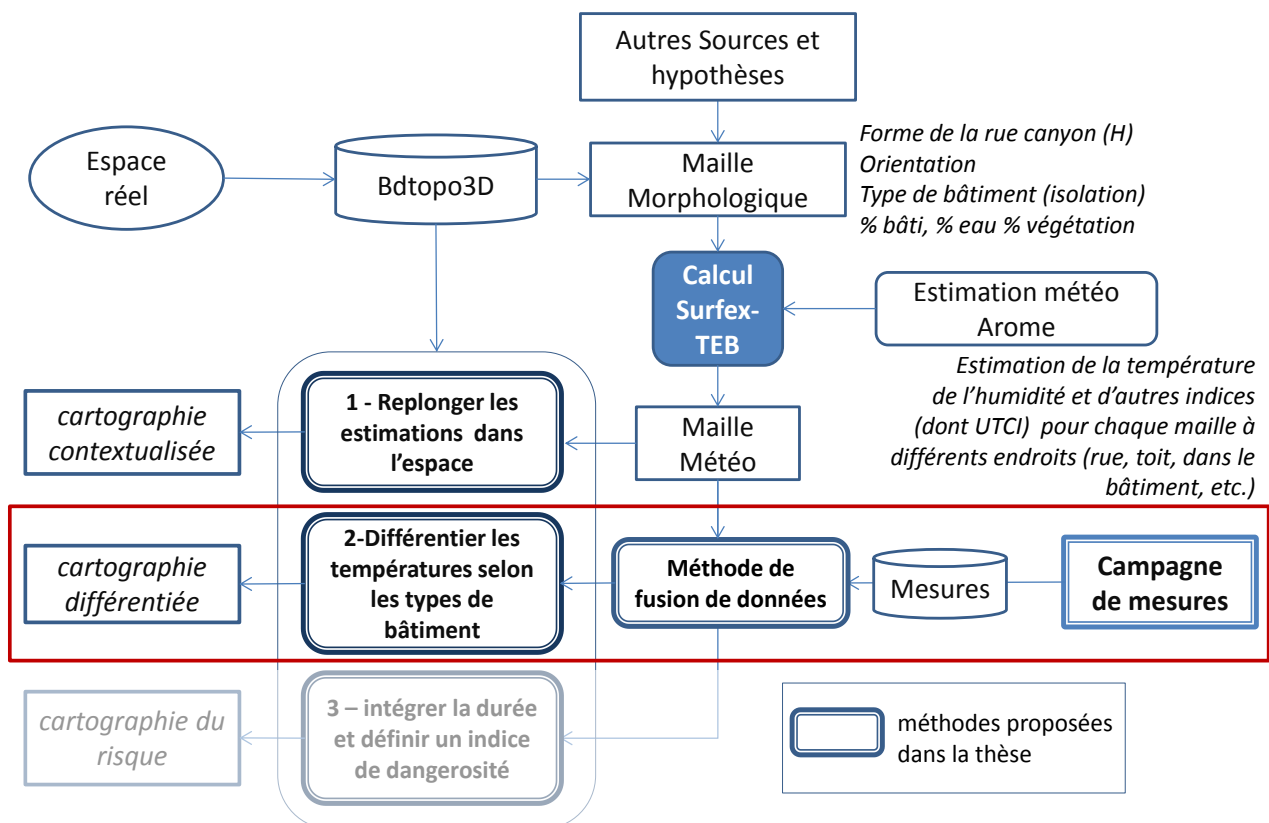 Autres Sources et
hypothèses
Espace
réel
Bdtopo3D
Maille
Morphologique
Forme de la rue canyon (H)
Orientation
Type de bâtiment (isolation)
% bâti, % eau % végétation
Calcul
Surfex-
TEB
Estimation météo
Arome
Estimation de la température
de l’humidité et d’autres indices
(dont UTCI) pour chaque maille à
différents endroits (rue, toit, dans le
bâtiment, etc.)
cartographie
contextualisée
1 - Replonger les
estimations dans
l’espace
Maille
Météo
cartographie
différentiée
2-Différentier les
températures selon
les types de
bâtiment
Méthode de
fusion de données
Mesures
Campagne
de mesures
cartographie du
risque
3 – intégrer la durée
et définir un indice
de dangerosité
méthodes proposées
dans la thèse